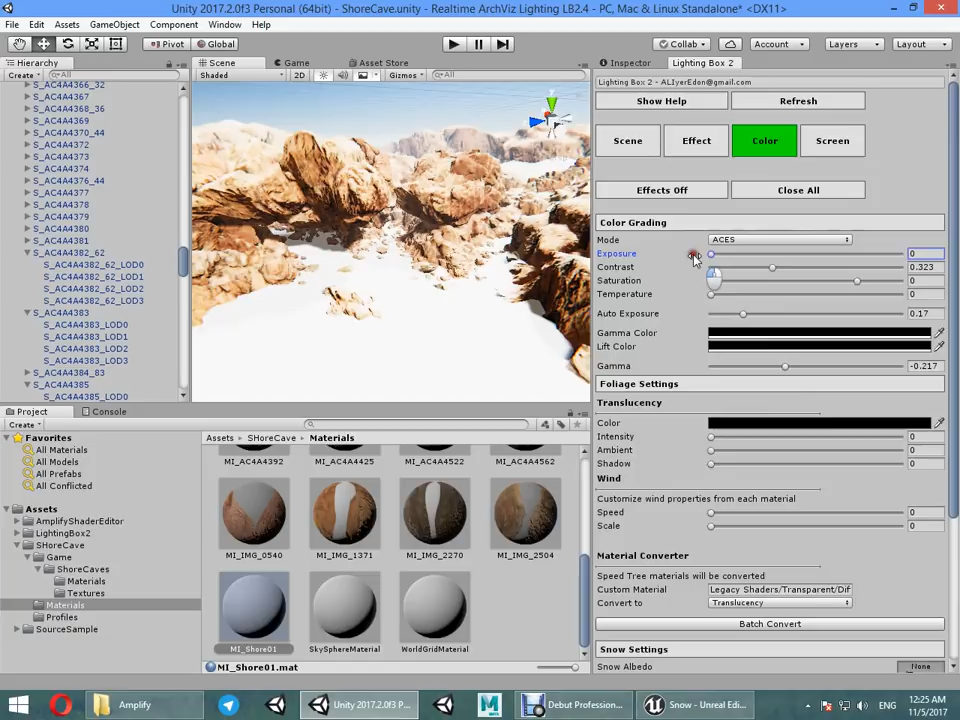 Unity 2017.2.0f3 Personal (64bit) - ShoreCave.unity - Realtime ArchViz Lighting LB2.4 - PC, Mac & Linux Standalone* <DX11>
File Edit Assets GameObject Component Window Help
Pivot Global Collab Account Layers Layout
Hierarchy
Create All
S_AC4A4366_32
S_AC4A4367
S_AC4A4368_36
S_AC4A4369
S_AC4A4370_44
S_AC4A4372
S_AC4A4373
S_AC4A4374
S_AC4A4376_44
S_AC4A4377
S_AC4A4378
S_AC4A4379
S_AC4A4380
S_AC4A4381
S_AC4A4382_62
S_AC4A4382_62_LOD0
S_AC4A4382_62_LOD1
S_AC4A4382_62_LOD2
S_AC4A4382_62_LOD3
S_AC4A4383
S_AC4A4383_LOD0
S_AC4A4383_LOD1
S_AC4A4383_LOD2
S_AC4A4383_LOD3
S_AC4A4384_83
S_AC4A4385
S_AC4A4385_LOD0
Scene Game Asset Store
Shaded 2D Gizmos All
Project Console
Create
Favorites
All Materials
All Models
All Prefabs
All Conflicted
Assets
AmplifyShaderEditor
LightingBox2
SHoreCave
Game
ShoreCaves
Materials
Textures
Materials
Profiles
SourceSample
Assets SHoreCave Materials
MI_AC4A4392 MI_AC4A4425 MI_AC4A4522 MI_AC4A4562
MI_IMG_0540 MI_IMG_1371 MI_IMG_2270 MI_IMG_2504
MI_Shore01 SkySphereMaterial WorldGridMaterial
MI_Shore01.mat
Inspector Lighting Box 2
Lighting Box 2 - ALIyerEdon@gmail.com
Show Help Refresh
Scene Effect Color Screen
Effects Off Close All
Color Grading
Mode ACES
Exposure 0
Contrast 0.323
Saturation 0
Temperature 0
Auto Exposure 0.17
Gamma Color
Lift Color
Gamma -0.217
Foliage Settings
Translucency
Color
Intensity 0
Ambient 0
Shadow 0
Wind
Customize wind properties from each material
Speed 0
Scale 0
Material Converter
Speed Tree materials will be converted
Custom Material Legacy Shaders/Transparent/Dif
Convert to Translucency
Batch Convert
Snow Settings
Snow Albedo None
Amplify Unity 2017.2.0f3 P... Debut Profession... Snow - Unreal Edi... ENG
12:25 AM
11/5/2017